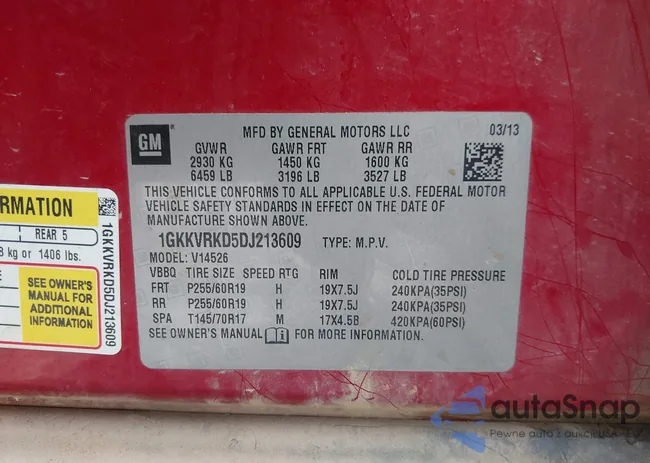 GM
MFD BY GENERAL MOTORS LLC 03/13
GVWR GAWR FRT GAWR RR
2930 KG 1450 KG 1600 KG
6459 LB 3196 LB 3527 LB
THIS VEHICLE CONFORMS TO ALL APPLICABLE U.S. FEDERAL MOTOR
VEHICLE SAFETY STANDARDS IN EFFECT ON THE DATE OF
MANUFACTURE SHOWN ABOVE.
1GKKVRKD5DJ213609 TYPE: M.P.V.
MODEL: V14526
VBBQ TIRE SIZE SPEED RTG RIM COLD TIRE PRESSURE
FRT P255/60R19 H 19X7.5J 240KPA(35PSI)
RR P255/60R19 H 19X7.5J 240KPA(35PSI)
SPA T145/70R17 M 17X4.5B 420KPA(60PSI)
SEE OWNER'S MANUAL FOR MORE INFORMATION.
RMATION
REAR 5
kg or 1406 lbs.
SEE OWNER'S
MANUAL FOR
ADDITIONAL
INFORMATION
1GKKVRKD5DJ213609
autoSnap
Pewne auto z aukcji USA